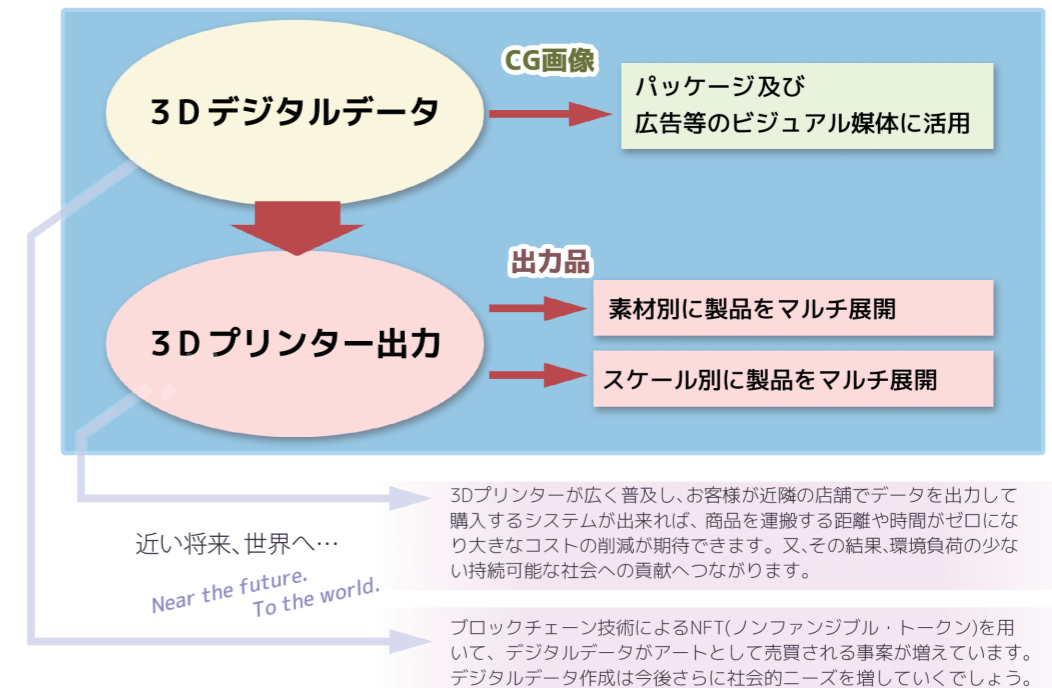 3Dデジタルデータ
CG画像
パッケージ及び
広告等のビジュアル媒体に活用
3Dプリンター出力
出力品
素材別に製品をマルチ展開
スケール別に製品をマルチ展開
近い将来、世界へ…
Near the future.
To the world.
3Dプリンターが広く普及し、お客様が近隣の店舗でデータを出力して
購入するシステムが出来れば、商品を運搬する距離や時間がゼロにな
り大きなコストの削減が期待できます。又、その結果、環境負荷の少な
い持続可能な社会への貢献へつながります。
ブロックチェーン技術によるNFT(ノンファンジブル・トークン)を用
いて、デジタルデータがアートとして売買される事案が増えています。
デジタルデータ作成は今後さらに社会的ニーズを増していくでしょう。